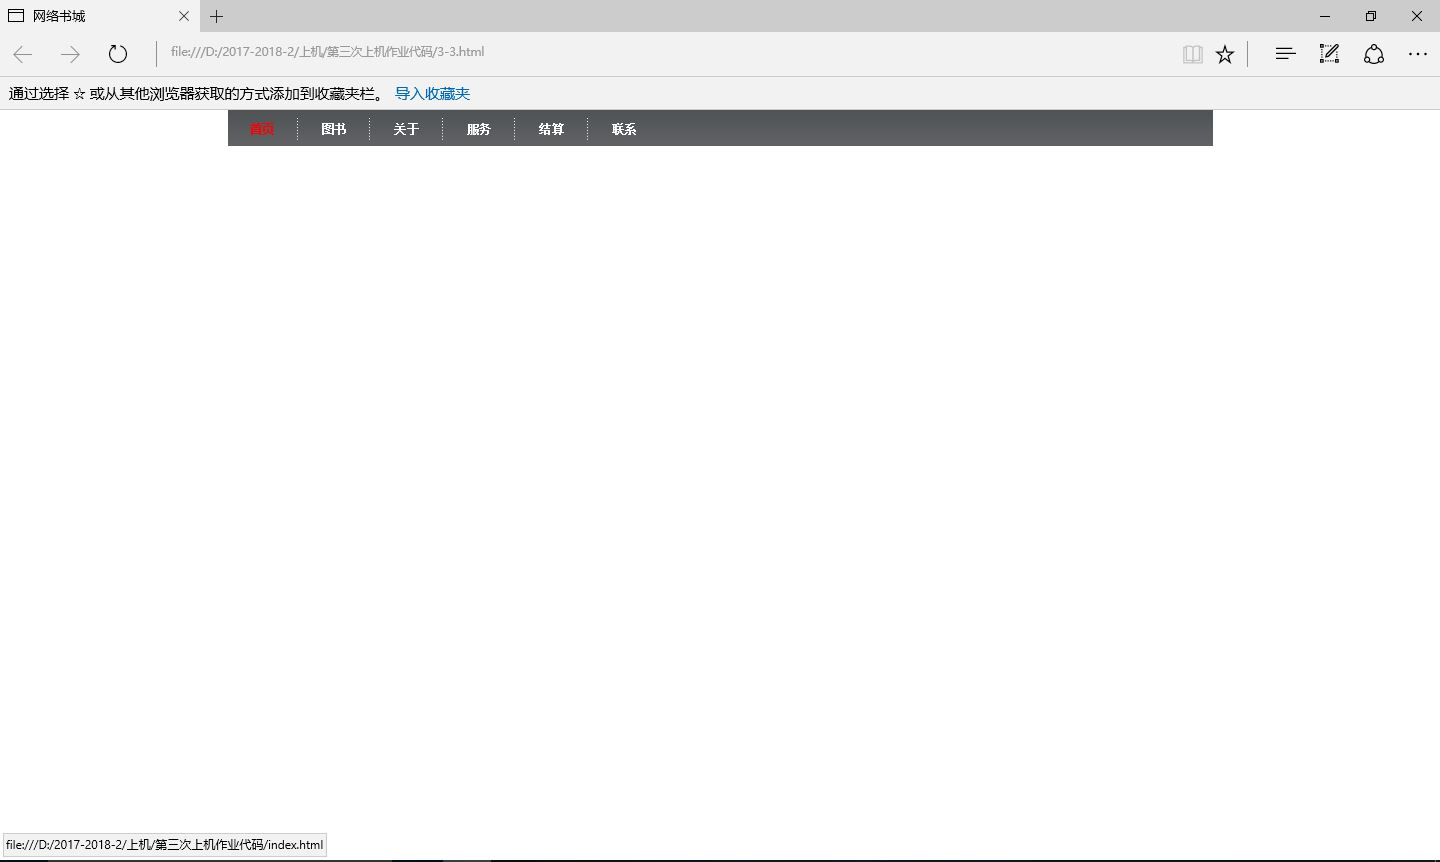 网络书城
file:///D:/2017-2018-2/上机/第三次上机作业代码/3-3.html
通过选择 ☆ 或从其他浏览器获取的方式添加到收藏夹栏。 导入收藏夹
首页 图书 关于 服务 结算 联系
file:///D:/2017-2018-2/上机/第三次上机作业代码/index.html